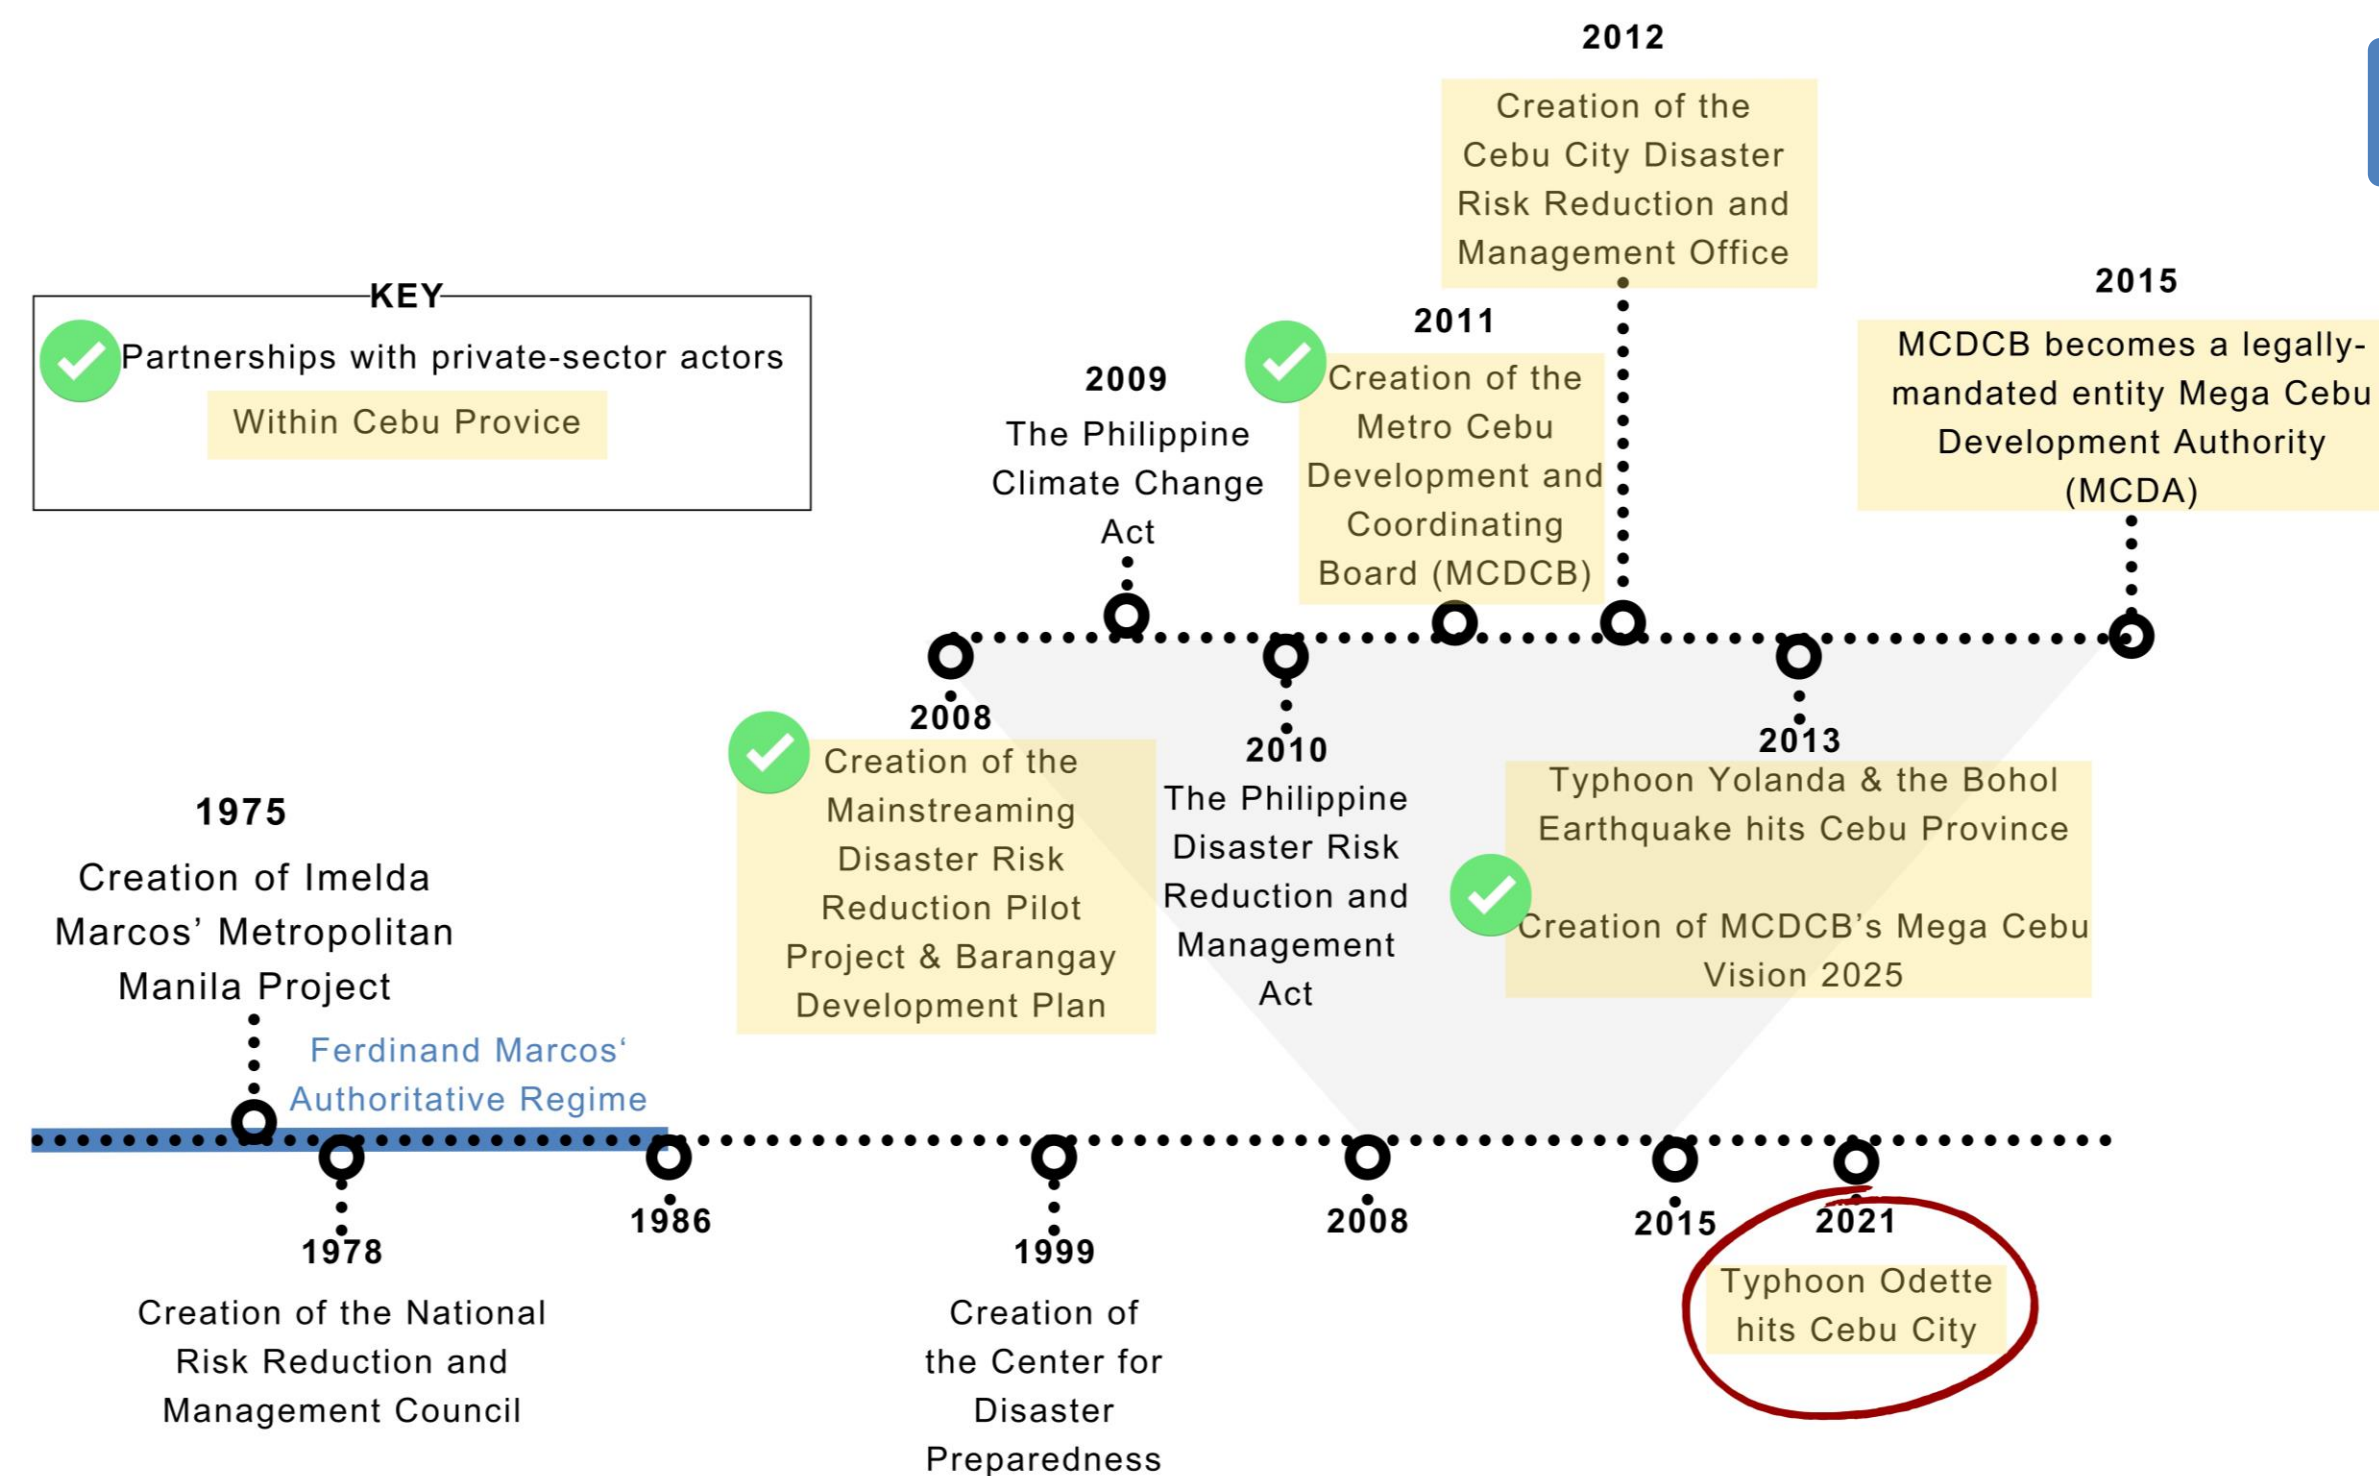 2012
Creation of the
Cebu City Disaster
Risk Reduction and
Management Office
KEY
Partnerships with private-sector actors
Within Cebu Provice
2009
The Philippine
Climate Change
Act
2011
Creation of the
Metro Cebu
Development and
Coordinating
Board (MCDCB)
2015
MCDCB becomes a legally-
mandated entity Mega Cebu
Development Authority
(MCDA)
2008
Creation of the
Mainstreaming
Disaster Risk
Reduction Pilot
Project & Barangay
Development Plan
2010
The Philippine
Disaster Risk
Reduction and
Management
Act
2013
Typhoon Yolanda & the Bohol
Earthquake hits Cebu Province
Creation of MCDCB's Mega Cebu
Vision 2025
1975
Creation of Imelda
Marcos' Metropolitan
Manila Project
Ferdinand Marcos‘
Authoritative Regime
1978
Creation of the National
Risk Reduction and
Management Council
1986
1999
Creation of
the Center for
Disaster
Preparedness
2008
2015
2021
Typhoon Odette
hits Cebu City